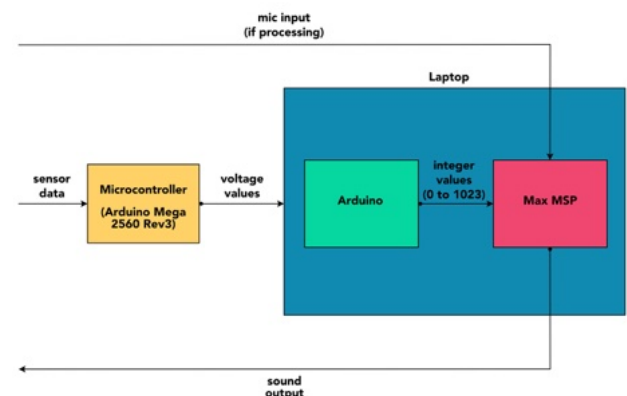 mic input
(if processing)
Laptop
sensor
data
Microcontroller
(Arduino Mega
2560 Rev3)
voltage
values
Arduino
integer
values
(0 to 1023)
Max MSP
sound
output